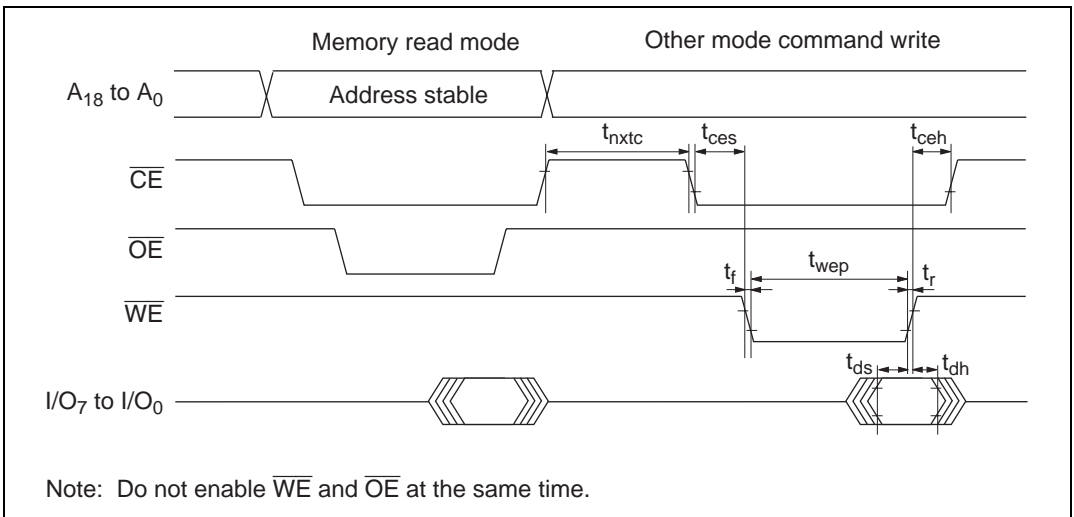 Memory read mode Other mode command write
A18 to A0 Address stable
tnxtc tces tceh
CE
OE
tf twep tr
WE
tds tdh
I/O7 to I/O0
Note: Do not enable WE and OE at the same time.